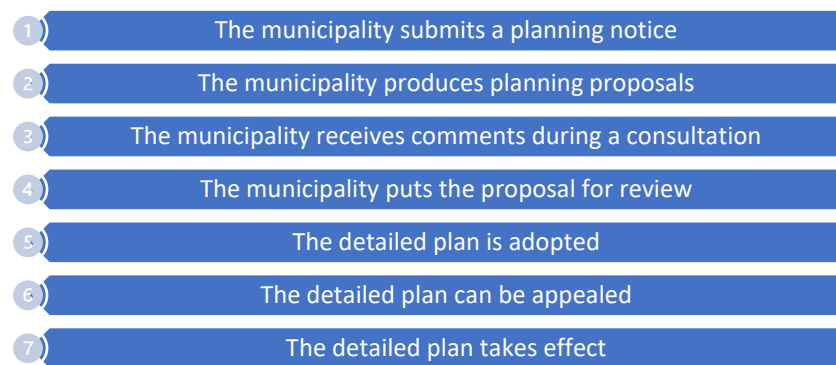 1 The municipality submits a planning notice
2 The municipality produces planning proposals
3 The municipality receives comments during a consultation
4 The municipality puts the proposal for review
5 The detailed plan is adopted
6 The detailed plan can be appealed
7 The detailed plan takes effect